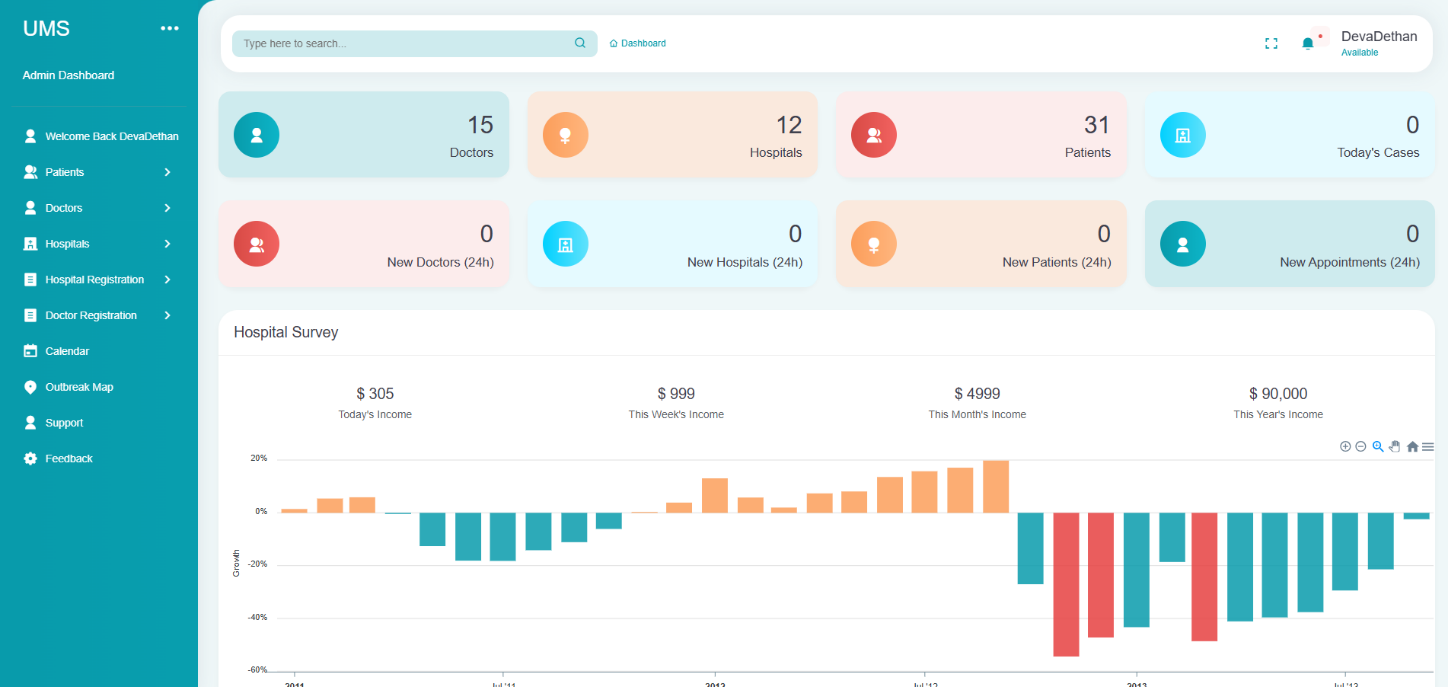 UMS
Admin Dashboard
Welcome Back DevaDethan
Patients
Doctors
Hospitals
Hospital Registration
Doctor Registration
Calendar
Outbreak Map
Support
Feedback
Type here to search...
Dashboard
DevaDethan
Available
15
Doctors
12
Hospitals
31
Patients
0
Today's Cases
0
New Doctors (24h)
0
New Hospitals (24h)
0
New Patients (24h)
0
New Appointments (24h)
Hospital Survey
$ 305
Today's Income
$ 999
This Week's Income
$ 4999
This Month's Income
$ 90,000
This Year's Income
20%
0%
-20%
-40%
-60%
Growth
2011 Jul '11 2012 Jul '12 2013 Jul '13